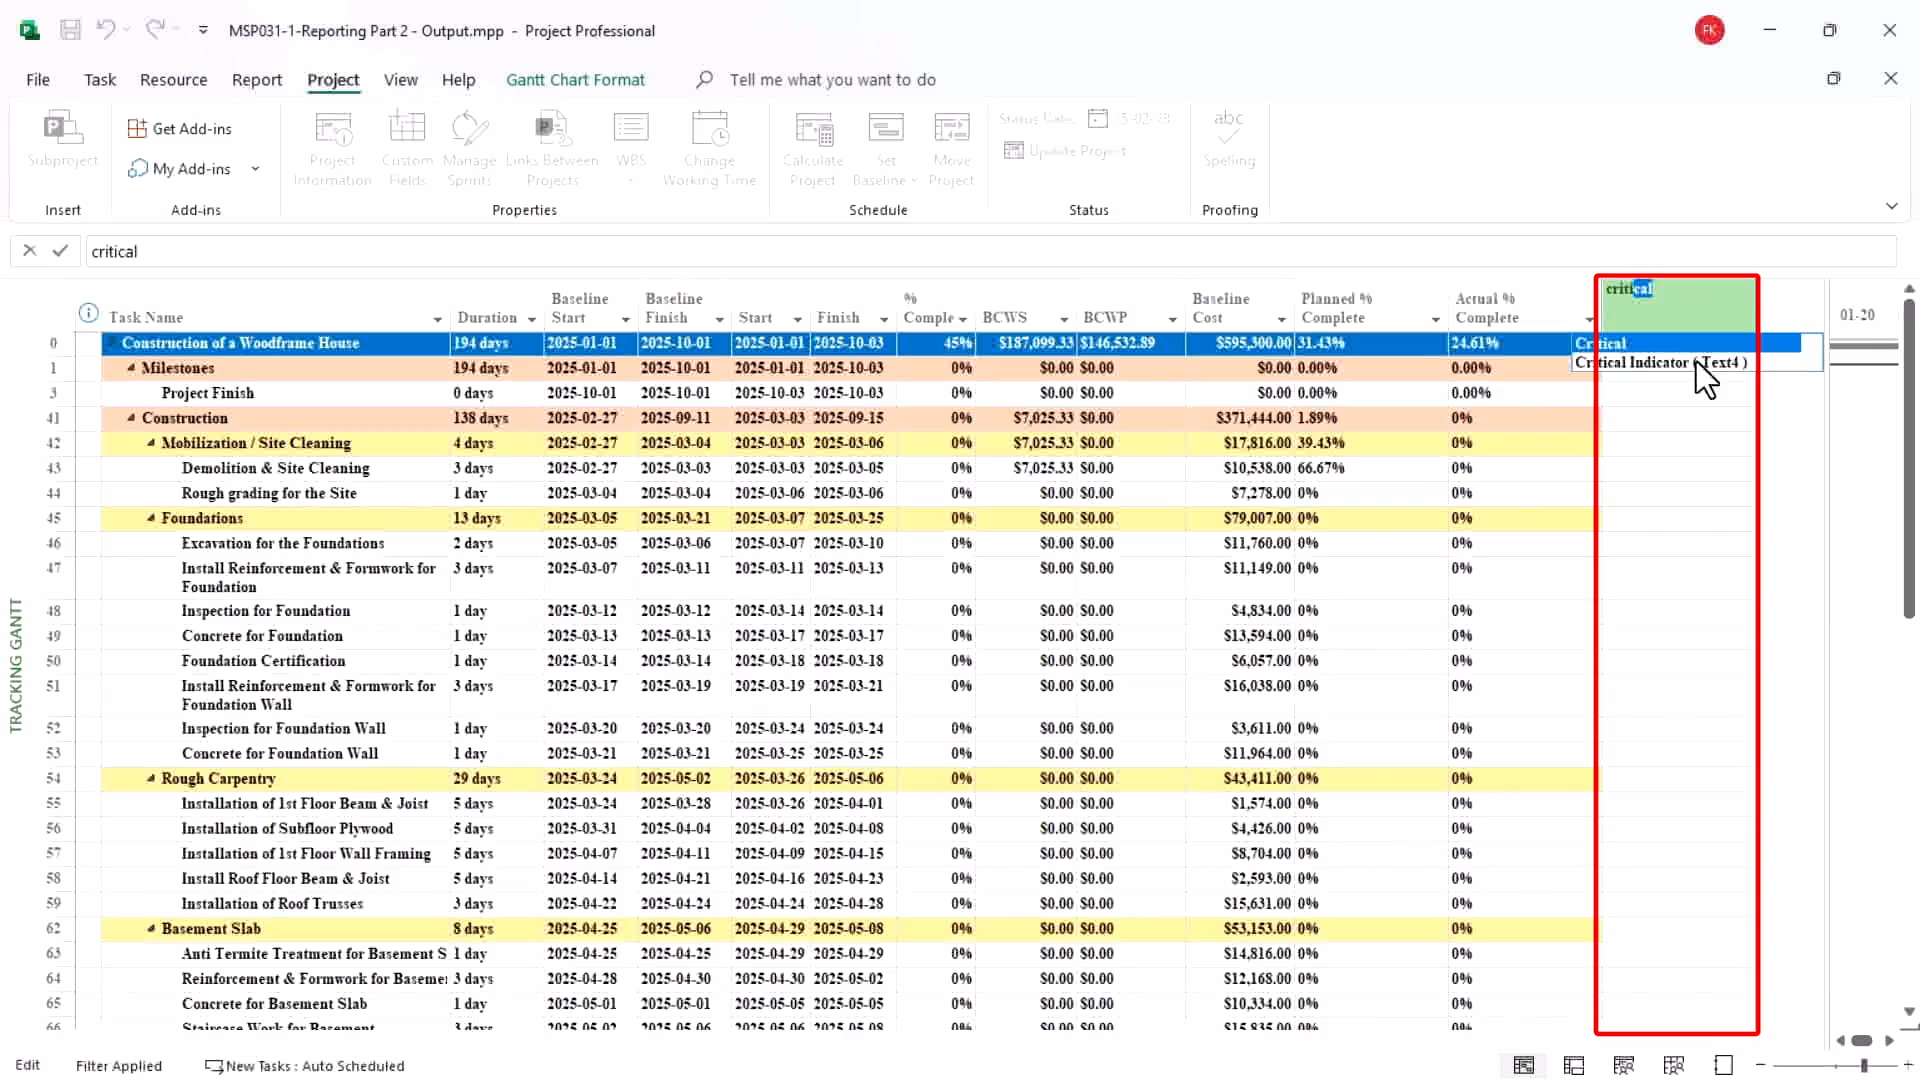 MSP031-1-Reporting Part 2 - Output.mpp - Project Professional
FK
File Task Resource Report Project View Help Gantt Chart Format Tell me what you want to do
Subproject
Get Add-ins
My Add-ins
Project Information
Custom Fields
Manage Sprints
Links Between Projects
WBS
Change Working Time
Calculate Project
Set Baseline
Move Project
Status Date:
Update Project
abc
Spelling
Insert Add-ins Properties Schedule Status Proofing
critical
Task Name Duration Baseline Start Baseline Finish Start Finish % Comple BCWS BCWP Baseline Cost Planned % Complete Actual % Complete critical 01-20
0 Construction of a Woodframe House 194 days 2025-01-01 2025-10-01 2025-01-01 2025-10-03 45% $187,099.33 $146,532.89 $595,300.00 31.43% 24.61% Critical
Critical Indicator ( Text4 )
1 Milestones 194 days 2025-01-01 2025-10-01 2025-01-01 2025-10-03 0% $0.00 $0.00 $0.00 0.00% 0.00%
3 Project Finish 0 days 2025-10-01 2025-10-01 2025-10-03 2025-10-03 0% $0.00 $0.00 $0.00 0.00% 0.00%
41 Construction 138 days 2025-02-27 2025-09-11 2025-03-03 2025-09-15 0% $7,025.33 $0.00 $371,444.00 1.89% 0%
42 Mobilization / Site Cleaning 4 days 2025-02-27 2025-03-04 2025-03-03 2025-03-06 0% $7,025.33 $0.00 $17,816.00 39.43% 0%
43 Demolition & Site Cleaning 3 days 2025-02-27 2025-03-03 2025-03-03 2025-03-05 0% $7,025.33 $0.00 $10,538.00 66.67% 0%
44 Rough grading for the Site 1 day 2025-03-04 2025-03-04 2025-03-06 2025-03-06 0% $0.00 $0.00 $7,278.00 0% 0%
45 Foundations 13 days 2025-03-05 2025-03-21 2025-03-07 2025-03-25 0% $0.00 $0.00 $79,007.00 0% 0%
46 Excavation for the Foundations 2 days 2025-03-05 2025-03-06 2025-03-07 2025-03-10 0% $0.00 $0.00 $11,760.00 0% 0%
47 Install Reinforcement & Formwork for 3 days 2025-03-07 2025-03-11 2025-03-11 2025-03-13 0% $0.00 $0.00 $11,149.00 0% 0%
Foundation
48 Inspection for Foundation 1 day 2025-03-12 2025-03-12 2025-03-14 2025-03-14 0% $0.00 $0.00 $4,834.00 0% 0%
49 Concrete for Foundation 1 day 2025-03-13 2025-03-13 2025-03-17 2025-03-17 0% $0.00 $0.00 $13,594.00 0% 0%
50 Foundation Certification 1 day 2025-03-14 2025-03-14 2025-03-18 2025-03-18 0% $0.00 $0.00 $6,057.00 0% 0%
51 Install Reinforcement & Formwork for 3 days 2025-03-17 2025-03-19 2025-03-19 2025-03-21 0% $0.00 $0.00 $16,038.00 0% 0%
Foundation Wall
52 Inspection for Foundation Wall 1 day 2025-03-20 2025-03-20 2025-03-24 2025-03-24 0% $0.00 $0.00 $3,611.00 0% 0%
53 Concrete for Foundation Wall 1 day 2025-03-21 2025-03-21 2025-03-25 2025-03-25 0% $0.00 $0.00 $11,964.00 0% 0%
54 Rough Carpentry 29 days 2025-03-24 2025-05-02 2025-03-26 2025-05-06 0% $0.00 $0.00 $43,411.00 0% 0%
55 Installation of 1st Floor Beam & Joist 5 days 2025-03-24 2025-03-28 2025-03-26 2025-04-01 0% $0.00 $0.00 $1,574.00 0% 0%
56 Installation of Subfloor Plywood 5 days 2025-03-31 2025-04-04 2025-04-02 2025-04-08 0% $0.00 $0.00 $4,426.00 0% 0%
57 Installation of 1st Floor Wall Framing 5 days 2025-04-07 2025-04-11 2025-04-09 2025-04-15 0% $0.00 $0.00 $8,704.00 0% 0%
58 Install Roof Floor Beam & Joist 5 days 2025-04-14 2025-04-21 2025-04-16 2025-04-23 0% $0.00 $0.00 $2,593.00 0% 0%
59 Installation of Roof Trusses 3 days 2025-04-22 2025-04-24 2025-04-24 2025-04-28 0% $0.00 $0.00 $15,631.00 0% 0%
62 Basement Slab 8 days 2025-04-25 2025-05-06 2025-04-29 2025-05-08 0% $0.00 $0.00 $53,153.00 0% 0%
63 Anti Termite Treatment for Basement S 1 day 2025-04-25 2025-04-25 2025-04-29 2025-04-29 0% $0.00 $0.00 $14,816.00 0% 0%
64 Reinforcement & Formwork for Baseme 3 days 2025-04-28 2025-04-30 2025-04-30 2025-05-02 0% $0.00 $0.00 $12,168.00 0% 0%
65 Concrete for Basement Slab 1 day 2025-05-01 2025-05-01 2025-05-05 2025-05-05 0% $0.00 $0.00 $10,334.00 0% 0%
66 Staircase Work for Basement 3 days 2025-05-02 2025-05-06 2025-05-06 2025-05-08 0% $0.00 $0.00 $15,835.00 0% 0%
TRACKING GANTT
Edit Filter Applied New Tasks : Auto Scheduled